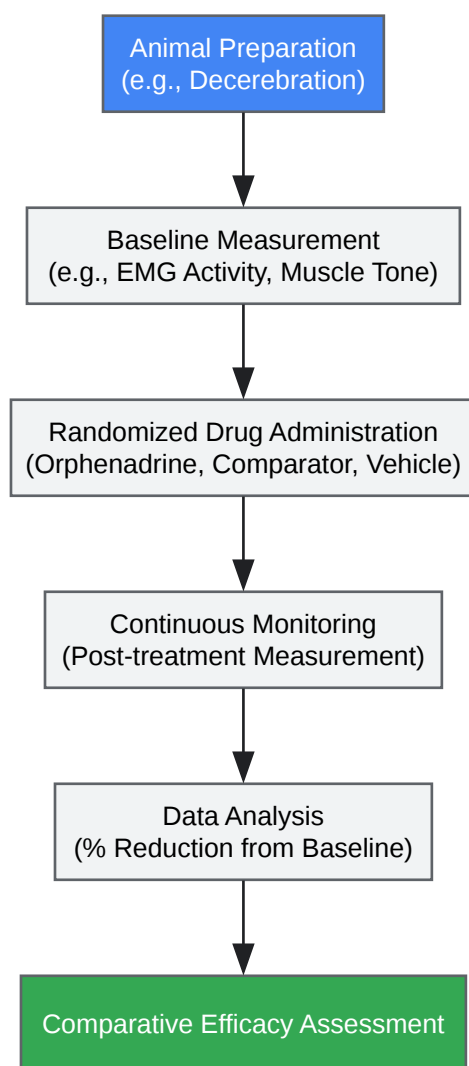 Animal Preparation
(e.g., Decerebration)
Baseline Measurement
(e.g., EMG Activity, Muscle Tone)
Randomized Drug Administration
(Orphenadrine, Comparator, Vehicle)
Continuous Monitoring
(Post-treatment Measurement)
Data Analysis
(% Reduction from Baseline)
Comparative Efficacy Assessment